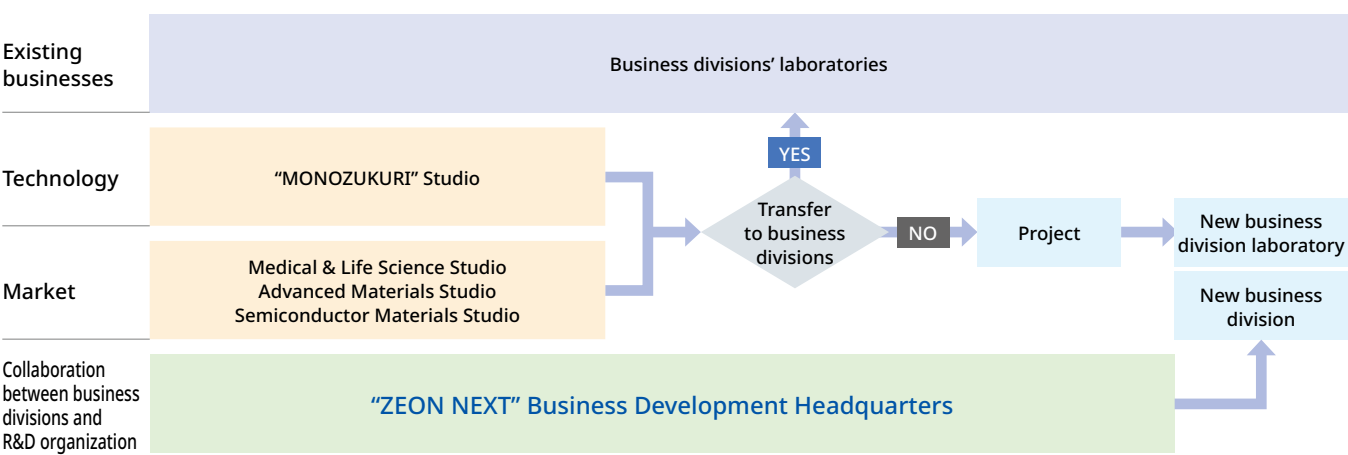 Existing
businesses
Business divisions’ laboratories
Technology
“MONOZUKURI” Studio
YES
Transfer
to business
divisions
NO
Project
New business
division laboratory
Market
Medical & Life Science Studio
Advanced Materials Studio
Semiconductor Materials Studio
New business
division
Collaboration
between business
divisions and
R&D organization
“ZEON NEXT” Business Development Headquarters